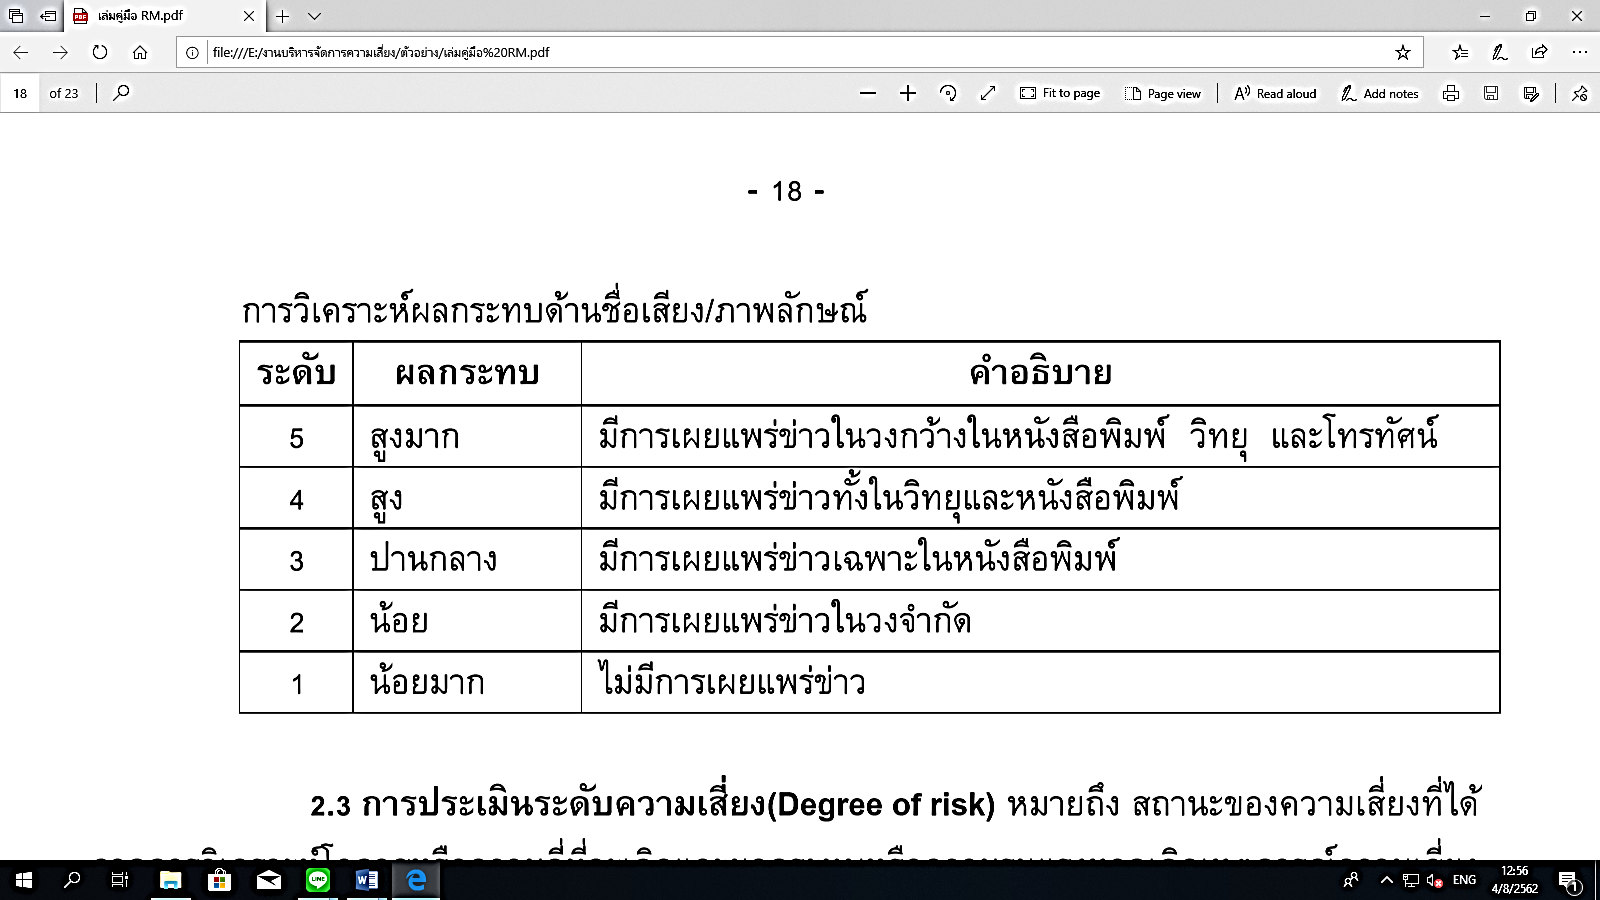 เล่มคู่มือ RM.pdf
file:///E:/งานบริหารจัดการความเสี่ยง/ตัวอย่าง/เล่มคู่มือ%20RM.pdf
18 of 23 Fit to page Page view Read aloud Add notes
- 18 -
การวิเคราะห์ผลกระทบด้านชื่อเสียง/ภาพลักษณ์
ระดับ ผลกระทบ คำอธิบาย
5 สูงมาก มีการเผยแพร่ข่าวในวงกว้างในหนังสือพิมพ์ วิทยุ และโทรทัศน์
4 สูง มีการเผยแพร่ข่าวทั้งในวิทยุและหนังสือพิมพ์
3 ปานกลาง มีการเผยแพร่ข่าวเฉพาะในหนังสือพิมพ์
2 น้อย มีการเผยแพร่ข่าวในวงจำกัด
1 น้อยมาก ไม่มีการเผยแพร่ข่าว
2.3 การประเมินระดับความเสี่ยง(Degree of risk) หมายถึง สถานะของความเสี่ยงที่ได้
ENG
12:56
4/8/2562
1